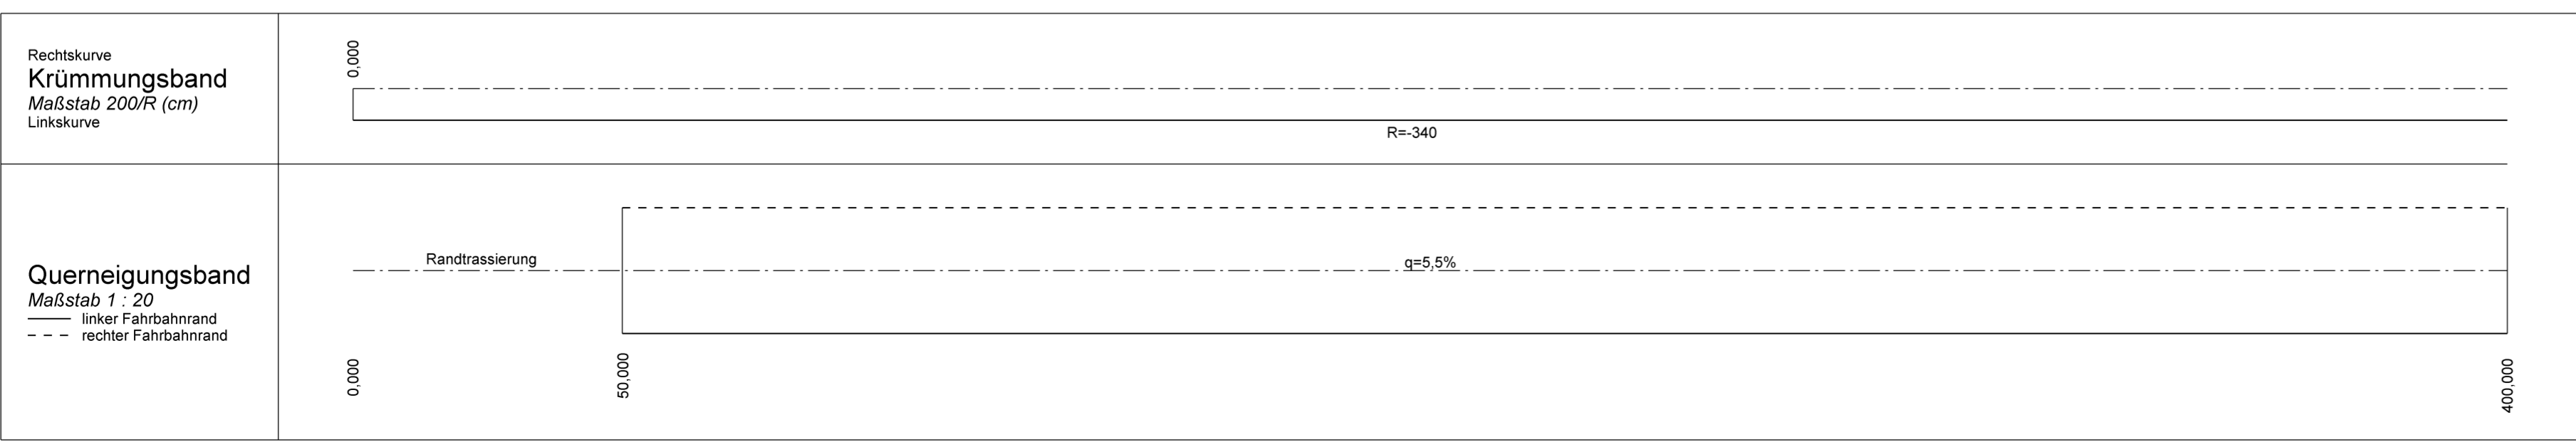 Rechtskurve
Krümmungsband
Maßstab 200/R (cm)
Linkskurve
0,000
R=-340
Querneigungsband
Maßstab 1 : 20
linker Fahrbahnrand
rechter Fahrbahnrand
Randtrassierung
q=5,5%
0,000
50,000
400,000